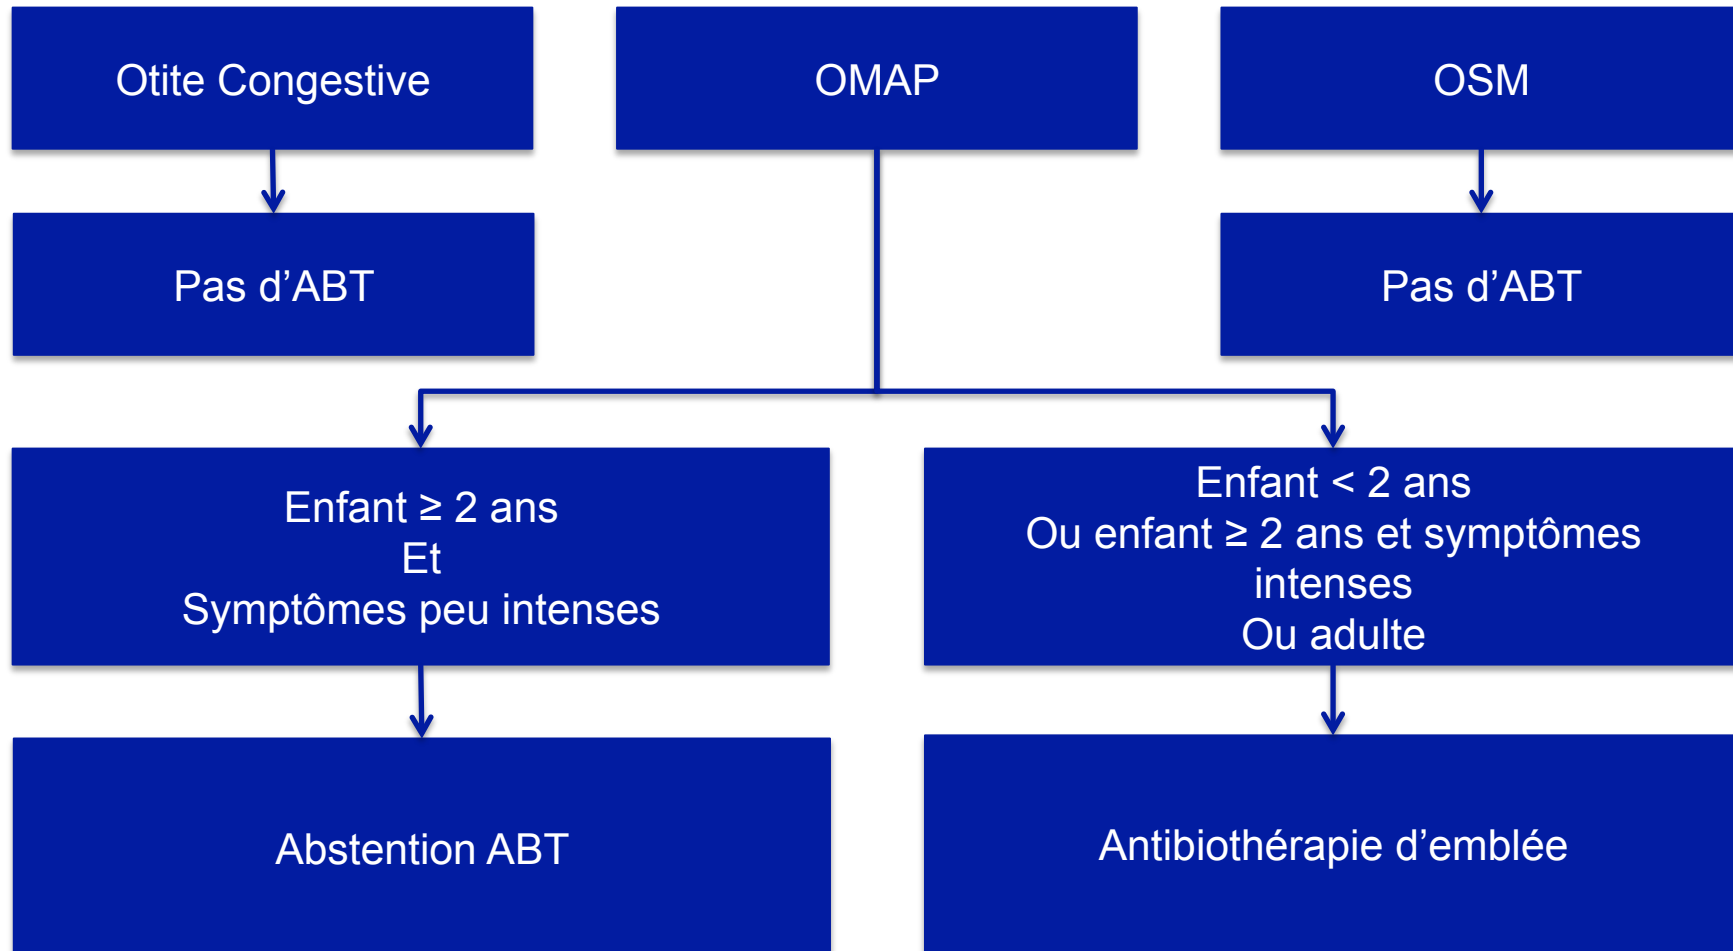 Otite Congestive
OMAP
OSM
Pas d’ABT
Pas d’ABT
Enfant ≥ 2 ans
Et
Symptômes peu intenses
Enfant < 2 ans
Ou enfant ≥ 2 ans et symptômes
intenses
Ou adulte
Abstention ABT
Antibiothérapie d’emblée